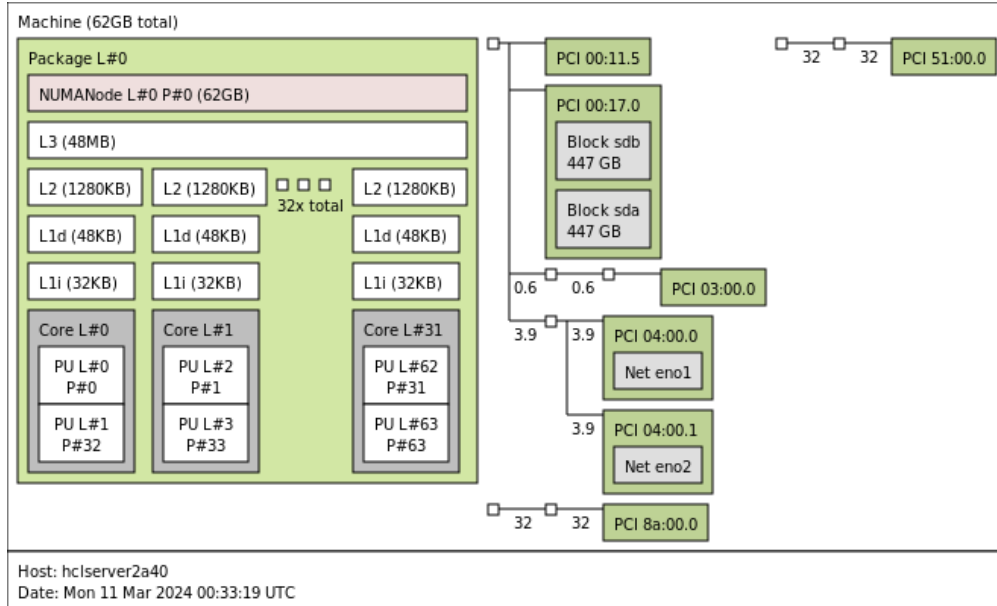 Machine (62GB total)
Package L#0
NUMANode L#0 P#0 (62GB)
L3 (48MB)
L2 (1280KB)
L2 (1280KB)
32x total
L2 (1280KB)
L1d (48KB)
L1d (48KB)
L1d (48KB)
L1i (32KB)
L1i (32KB)
L1i (32KB)
Core L#0
PU L#0
P#0
PU L#1
P#32
Core L#1
PU L#2
P#1
PU L#3
P#33
Core L#31
PU L#62
P#31
PU L#63
P#63
PCI 00:11.5
PCI 00:17.0
Block sdb
447 GB
Block sda
447 GB
0.6
0.6
PCI 03:00.0
3.9
3.9
PCI 04:00.0
Net eno1
3.9
PCI 04:00.1
Net eno2
32
32
PCI 8a:00.0
32
32
PCI 51:00.0
Host: hclserver2a40
Date: Mon 11 Mar 2024 00:33:19 UTC